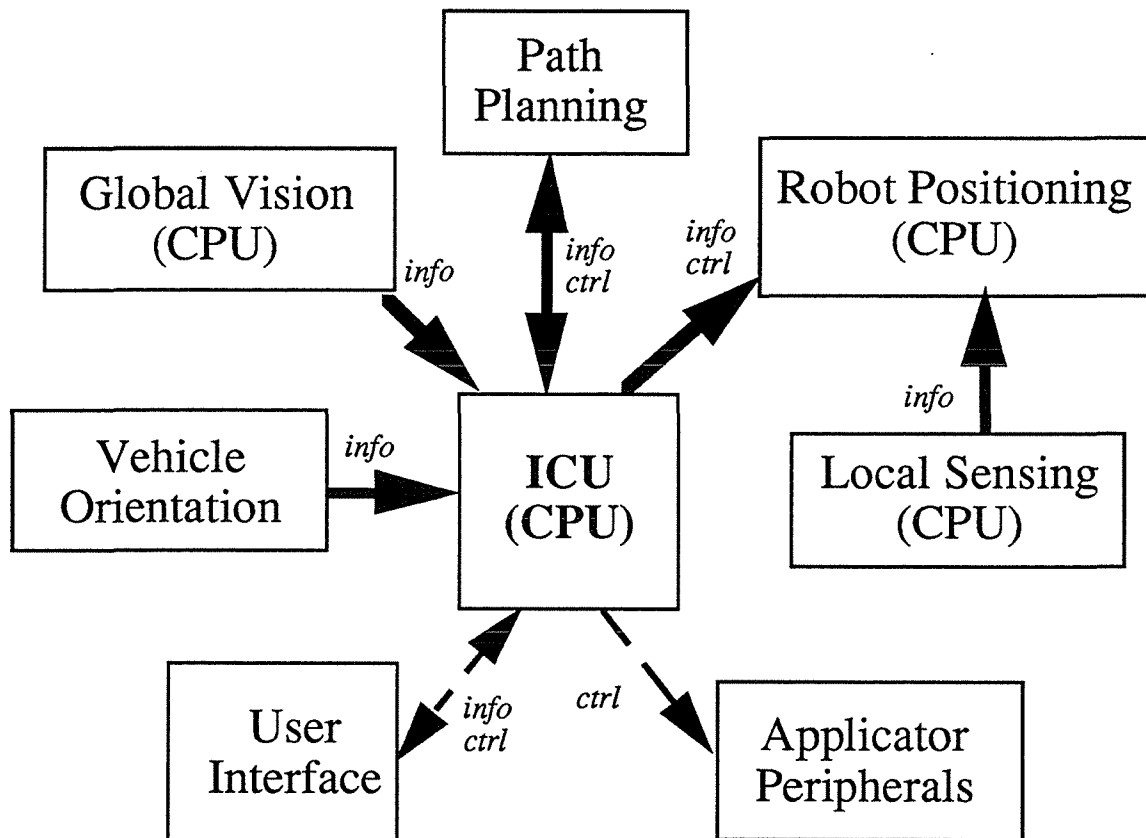 Path
Planning
Global Vision
(CPU)
Robot Positioning
(CPU)
info
info
ctrl
info
ctrl
Vehicle
Orientation
info
ICU
(CPU)
info
Local Sensing
(CPU)
User
Interface
info
ctrl
ctrl
Applicator
Peripherals